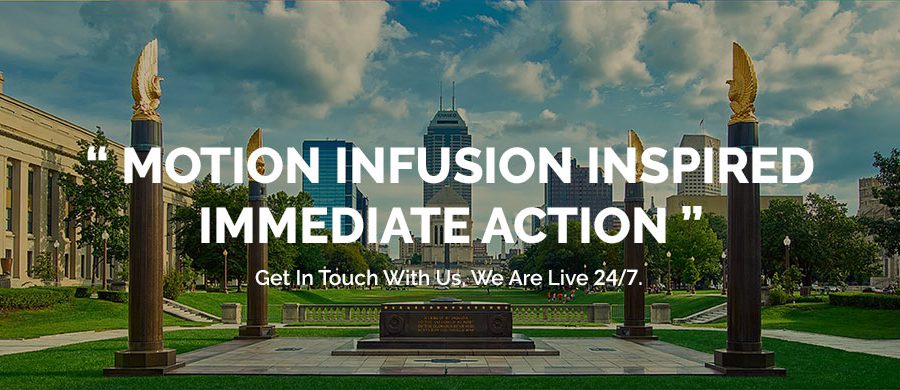 “ MOTION INFUSION INSPIRED
IMMEDIATE ACTION ”
Get In Touch With Us, We Are Live 24/7.